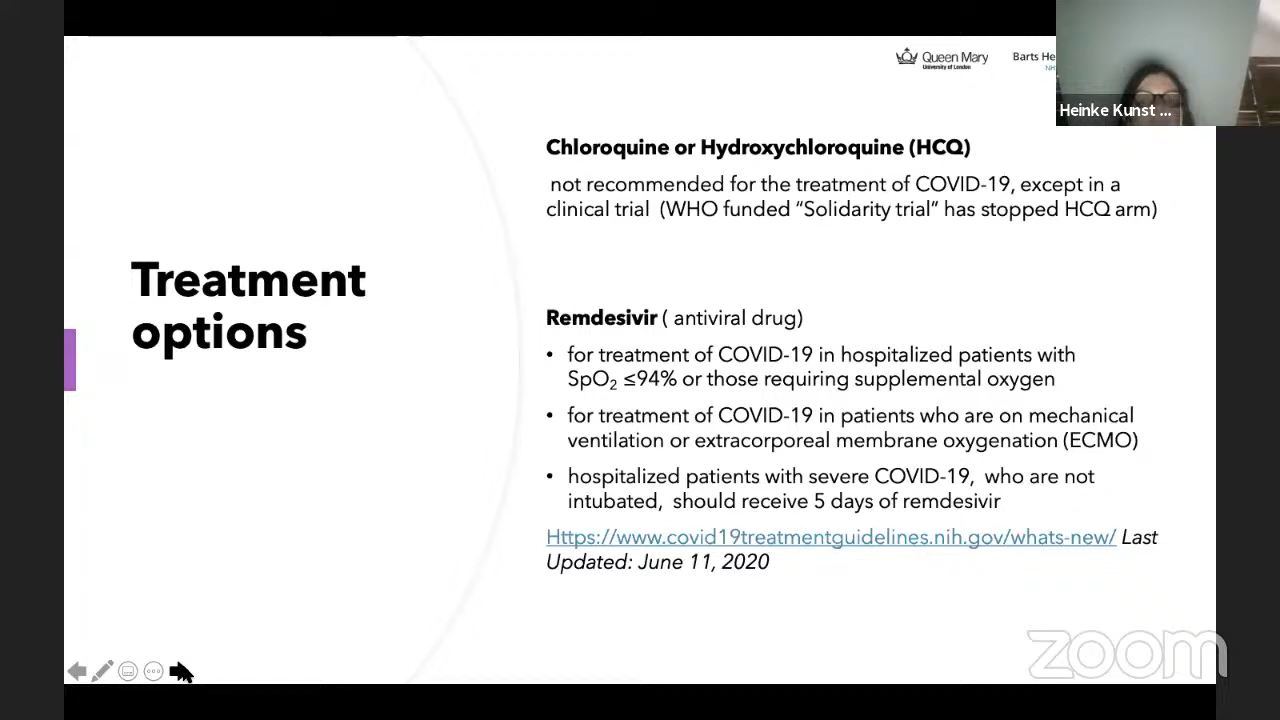 Queen Mary
University of London
Barts He
NH
Heinke Kunst ...
Treatment
options
Chloroquine or Hydroxychloroquine (HCQ)
not recommended for the treatment of COVID-19, except in a
clinical trial (WHO funded “Solidarity trial” has stopped HCQ arm)
Remdesivir ( antiviral drug)
• for treatment of COVID-19 in hospitalized patients with
SpO₂ ≤94% or those requiring supplemental oxygen
• for treatment of COVID-19 in patients who are on mechanical
ventilation or extracorporeal membrane oxygenation (ECMO)
• hospitalized patients with severe COVID-19, who are not
intubated, should receive 5 days of remdesivir
Https://www.covid19treatmentguidelines.nih.gov/whats-new/ Last
Updated: June 11, 2020
zoom